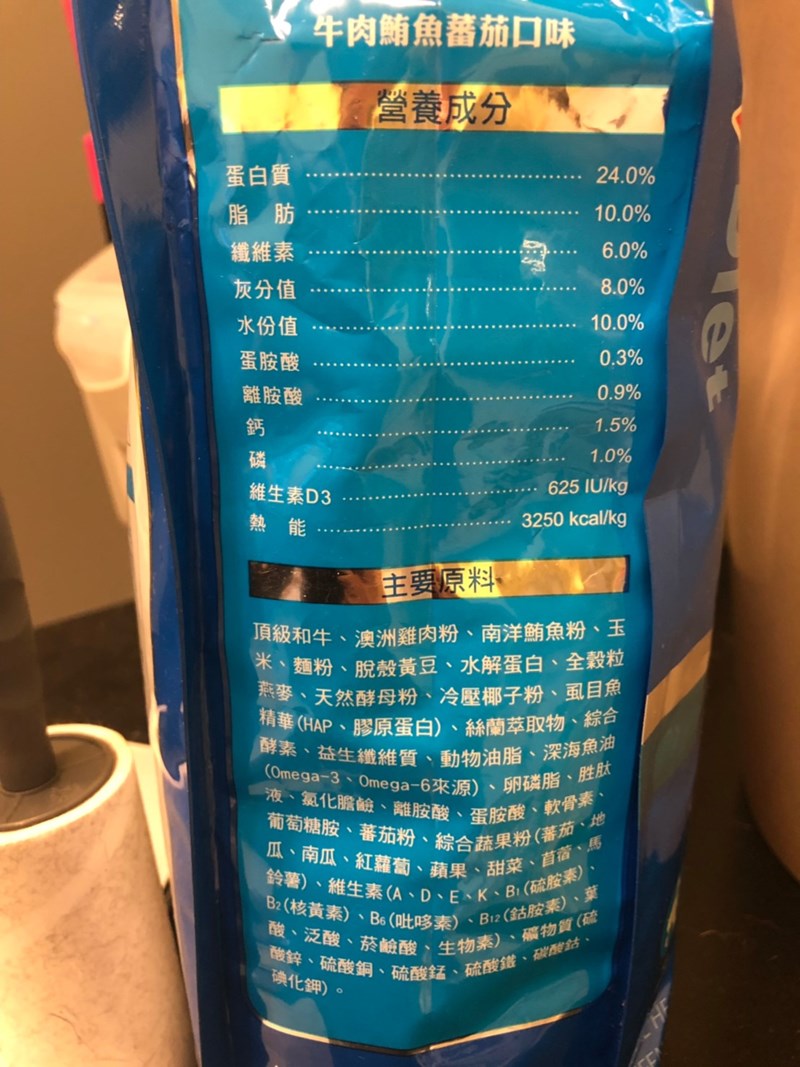 牛肉鮪魚蕃茄口味
營養成分
蛋白質 24.0%
脂 肪 10.0%
纖維素 6.0%
灰分值 8.0%
水份值 10.0%
蛋胺酸 0.3%
離胺酸 0.9%
鈣 1.5%
磷 1.0%
維生素D3 625 IU/kg
熱 能 3250 kcal/kg
主要原料
頂級和牛、澳洲雞肉粉、南洋鮪魚粉、玉
米、麵粉、脫殼黃豆、水解蛋白、全穀粒
燕麥、天然酵母粉、冷壓椰子粉、虱目魚
精華(HAP、膠原蛋白)、絲蘭萃取物、綜合
酵素、益生纖維質、動物油脂、深海魚油
(Omega-3、Omega-6來源)、卵磷脂、胜肽
液、氯化膽鹼、離胺酸、蛋胺酸、軟骨素、
葡萄糖胺、蕃茄粉、綜合蔬果粉(蕃茄、地
瓜、南瓜、紅蘿蔔、蘋果、甜菜、苜蓿、馬
鈴薯)、維生素(A、D、E、K、B1(硫胺素)、
B2(核黃素)、B6(吡哆素)、B12(鈷胺素)、葉
酸、泛酸、菸鹼酸、生物素)、礦物質(硫
酸鋅、硫酸銅、硫酸錳、硫酸鐵、碳酸鈷、
碘化鉀)。